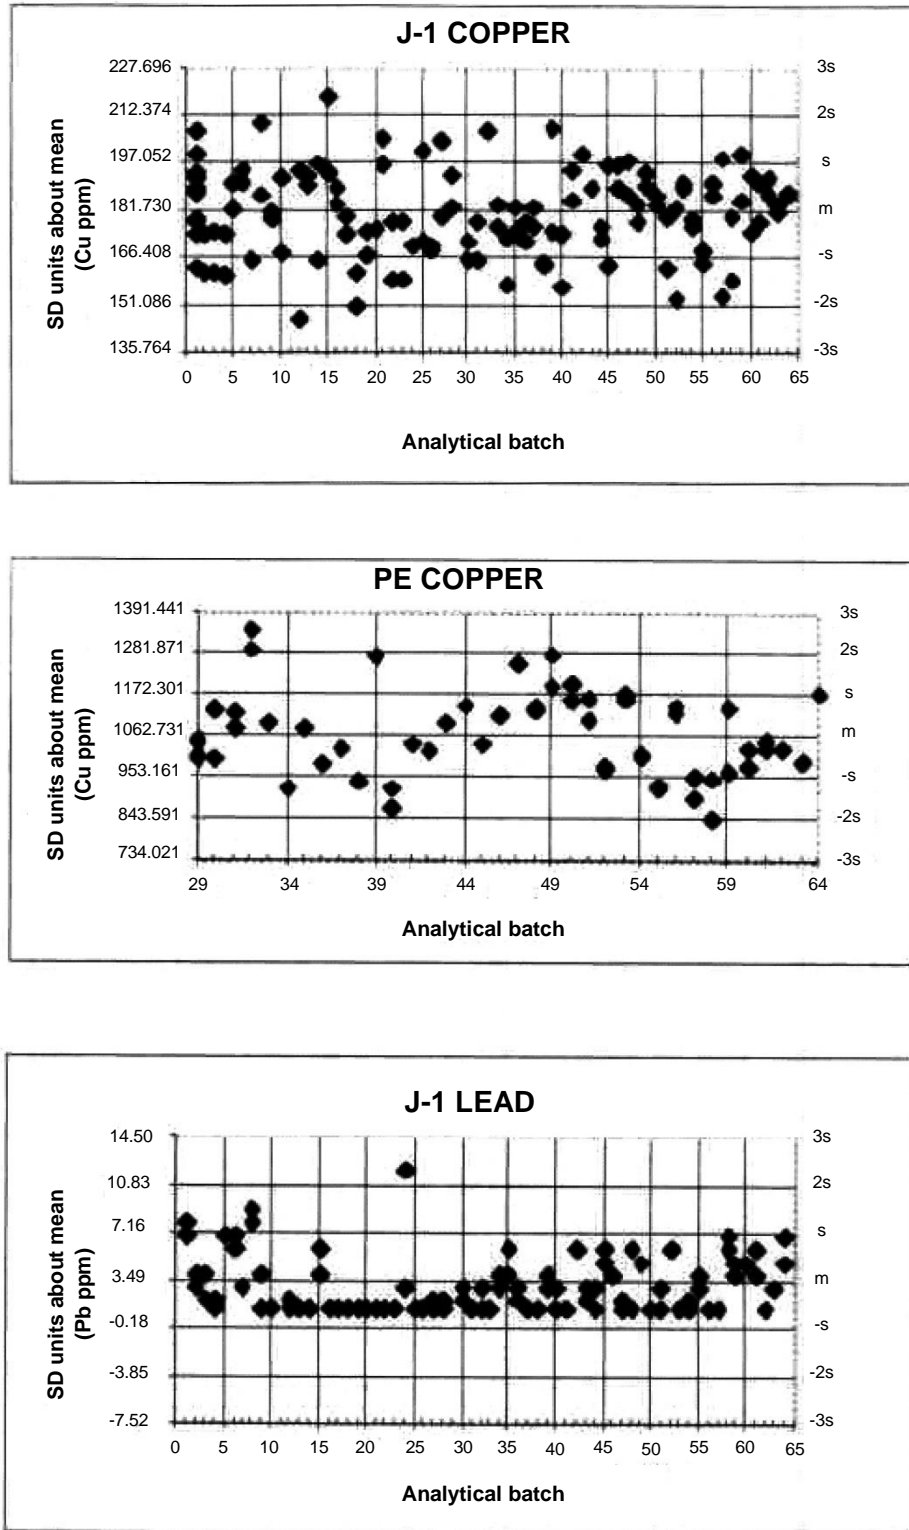 J-1 COPPER
227.696 3s
212.374 2s
197.052 s
181.730 m
166.408 -s
151.086 -2s
135.764 -3s
SD units about mean
(Cu ppm)
0 5 10 15 20 25 30 35 40 45 50 55 60 65
Analytical batch
PE COPPER
1391.441 3s
1281.871 2s
1172.301 s
1062.731 m
953.161 -s
843.591 -2s
734.021 -3s
SD units about mean
(Cu ppm)
29 34 39 44 49 54 59 64
Analytical batch
J-1 LEAD
14.50 3s
10.83 2s
7.16 s
3.49 m
-0.18 -s
-3.85 -2s
-7.52 -3s
SD units about mean
(Pb ppm)
0 5 10 15 20 25 30 35 40 45 50 55 60 65
Analytical batch